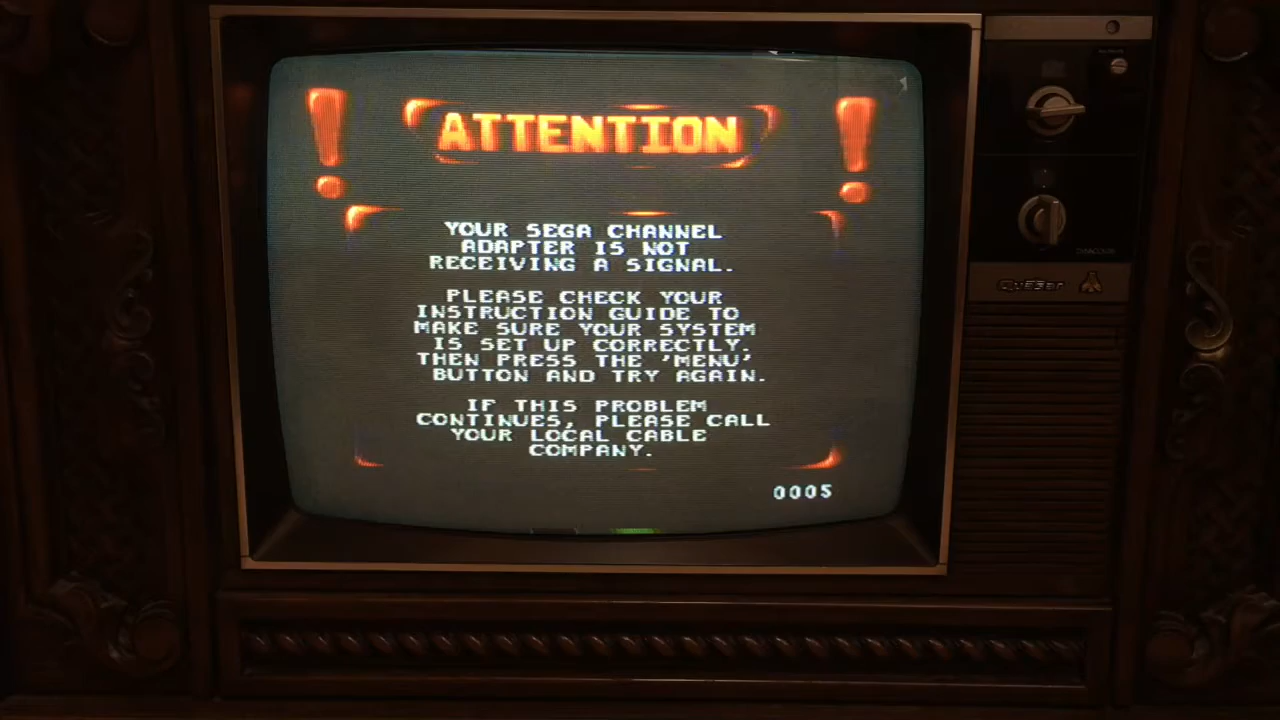 ATTENTION
YOUR SEGA CHANNEL
ADAPTER IS NOT
RECEIVING A SIGNAL.
PLEASE CHECK YOUR
INSTRUCTION GUIDE TO
MAKE SURE YOUR SYSTEM
IS SET UP CORRECTLY.
THEN PRESS THE 'MENU'
BUTTON AND TRY AGAIN.
IF THIS PROBLEM
CONTINUES, PLEASE CALL
YOUR LOCAL CABLE
COMPANY.
0005
Quasar